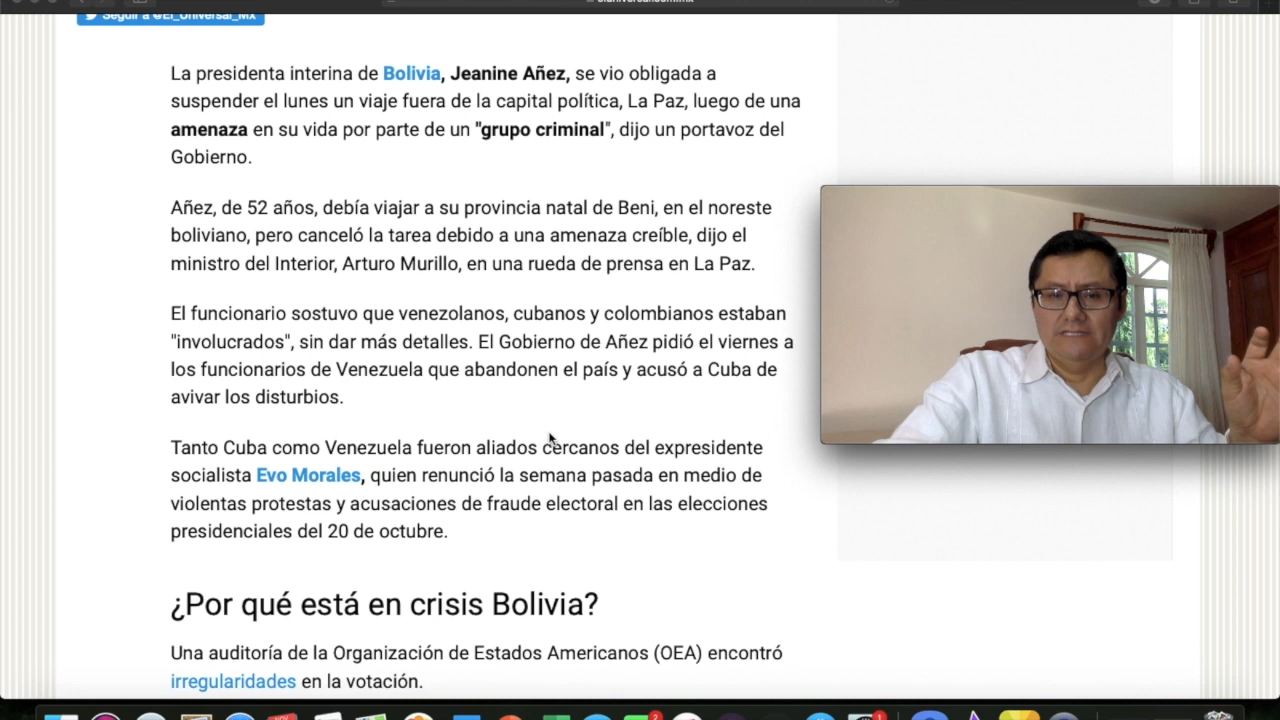 Seguir a @El_Universal_Mx
La presidenta interina de Bolivia, Jeanine Añez, se vio obligada a
suspender el lunes un viaje fuera de la capital política, La Paz, luego de una
amenaza en su vida por parte de un "grupo criminal", dijo un portavoz del
Gobierno.
Añez, de 52 años, debía viajar a su provincia natal de Beni, en el noreste
boliviano, pero canceló la tarea debido a una amenaza creíble, dijo el
ministro del Interior, Arturo Murillo, en una rueda de prensa en La Paz.
El funcionario sostuvo que venezolanos, cubanos y colombianos estaban
"involucrados", sin dar más detalles. El Gobierno de Añez pidió el viernes a
los funcionarios de Venezuela que abandonen el país y acusó a Cuba de
avivar los disturbios.
Tanto Cuba como Venezuela fueron aliados cercanos del expresidente
socialista Evo Morales, quien renunció la semana pasada en medio de
violentas protestas y acusaciones de fraude electoral en las elecciones
presidenciales del 20 de octubre.
¿Por qué está en crisis Bolivia?
Una auditoría de la Organización de Estados Americanos (OEA) encontró
irregularidades en la votación.
NOV
2
1